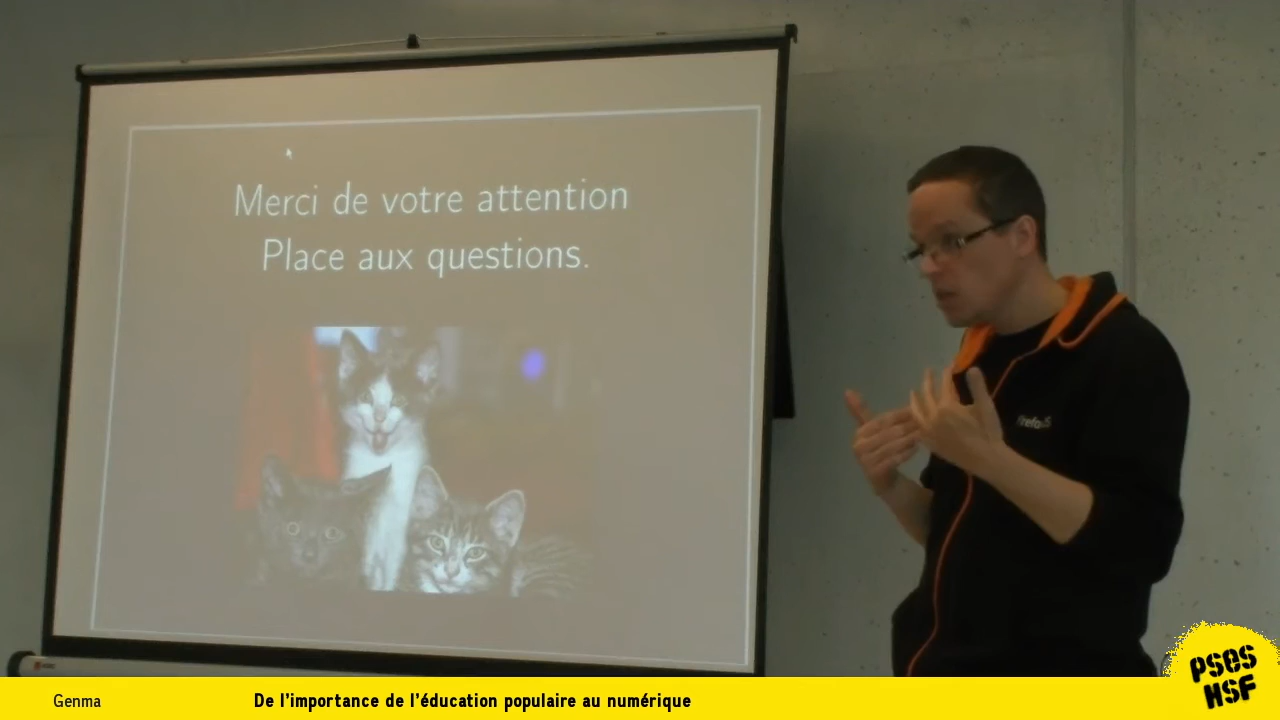 Merci de votre attention
Place aux questions.
Genma
De l'importance de l'éducation populaire au numérique
PSES
HSF